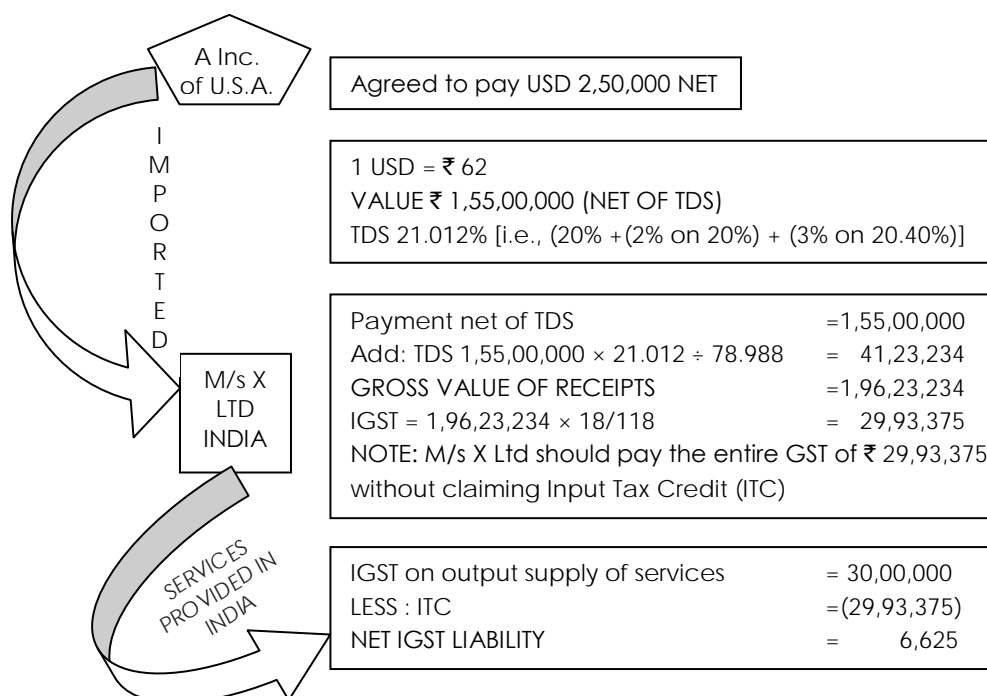 A Inc.
of U.S.A.
Agreed to pay USD 2,50,000 NET
I
M
P
O
R
T
E
D
1 USD = ₹ 62
VALUE ₹ 1,55,00,000 (NET OF TDS)
TDS 21.012% [i.e., (20% +(2% on 20%) + (3% on 20.40%)]
Payment net of TDS =1,55,00,000
Add: TDS 1,55,00,000 × 21.012 ÷ 78.988 = 41,23,234
GROSS VALUE OF RECEIPTS =1,96,23,234
IGST = 1,96,23,234 × 18/118 = 29,93,375
NOTE: M/s X Ltd should pay the entire GST of ₹ 29,93,375
without claiming Input Tax Credit (ITC)
M/s X
LTD
INDIA
SERVICES
PROVIDED IN
INDIA
IGST on output supply of services = 30,00,000
LESS : ITC =(29,93,375)
NET IGST LIABILITY = 6,625